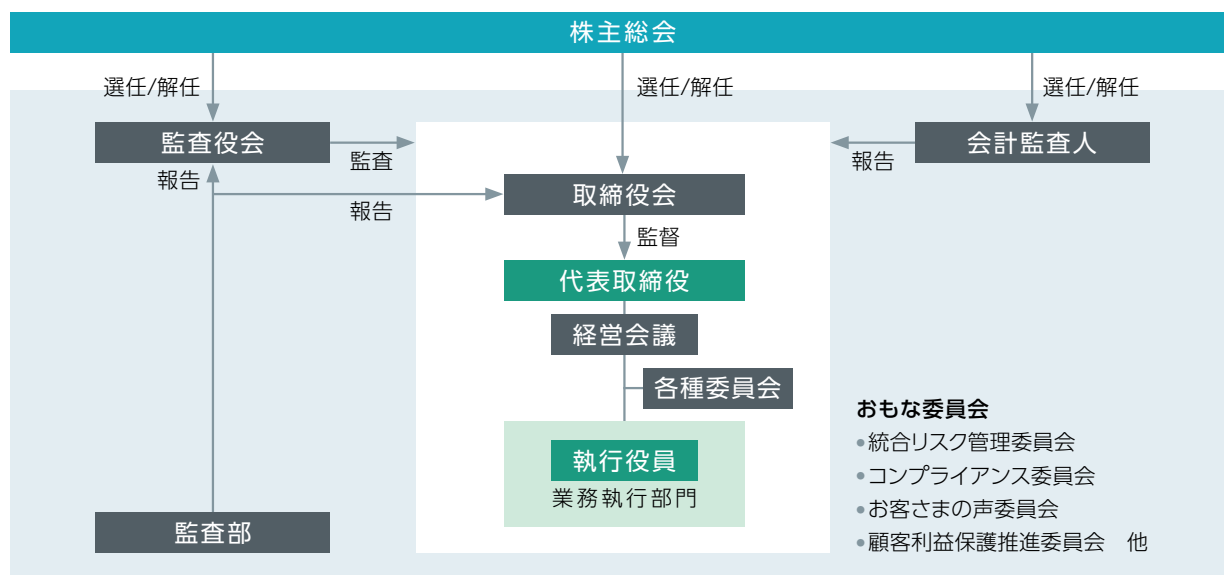 株主総会
選任/解任
選任/解任
選任/解任
監査役会
監査
会計監査人
報告
報告
報告
取締役会
監督
代表取締役
経営会議
各種委員会
執行役員
業務執行部門
監査部
おもな委員会
•統合リスク管理委員会
•コンプライアンス委員会
•お客さまの声委員会
•顧客利益保護推進委員会　他